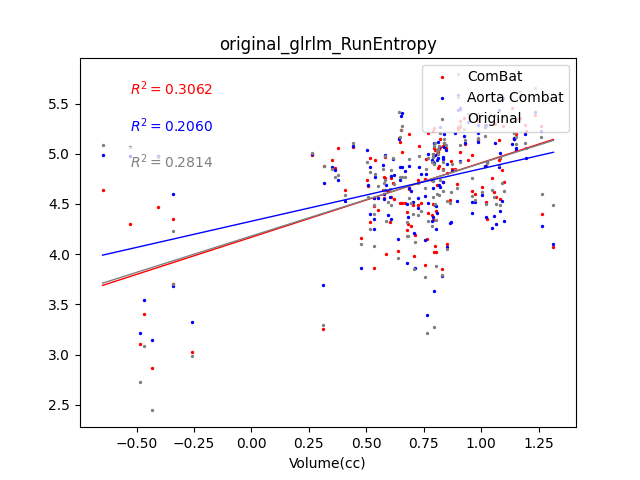 original_glrlm_RunEntropy
ComBat
Aorta Combat
Original
R² = 0.3062
R² = 0.2060
R² = 0.2814
5.5
5.0
4.5
4.0
3.5
3.0
2.5
−0.50 −0.25 0.00 0.25 0.50 0.75 1.00 1.25
Volume(cc)